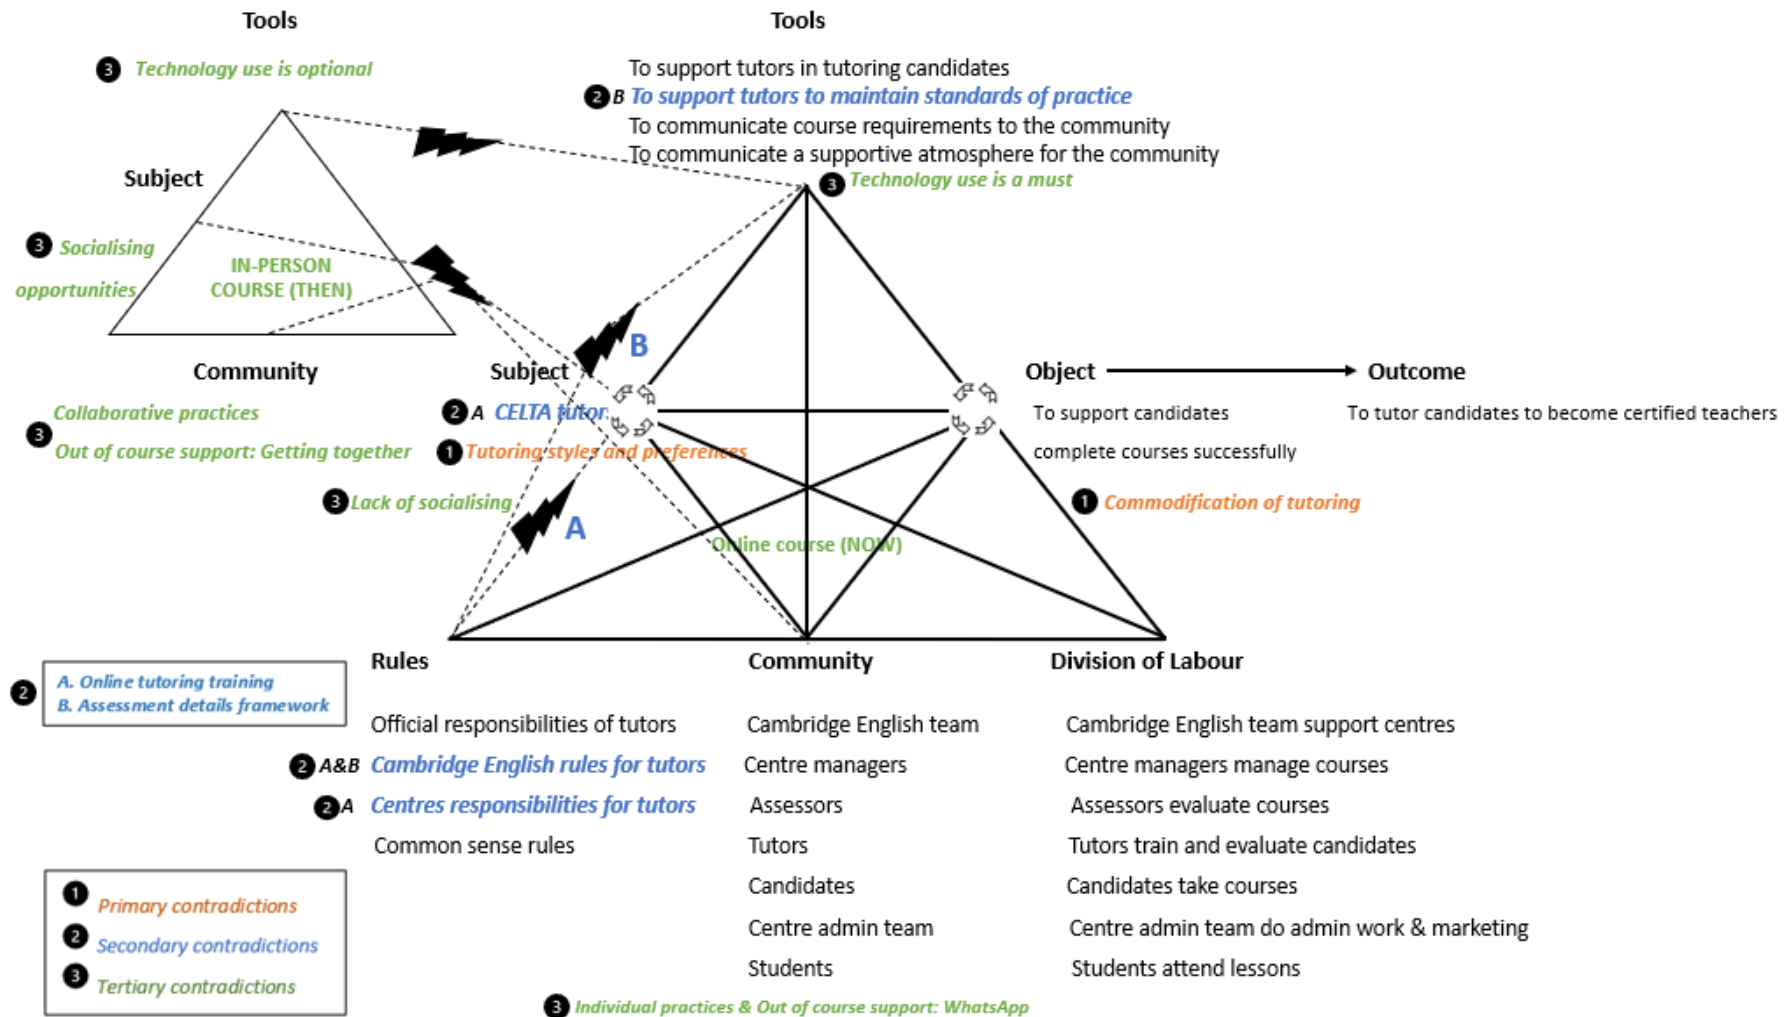 Tools
3 Technology use is optional
Subject
3 Socialising
opportunities
IN-PERSON
COURSE (THEN)
Community
Collaborative practices
3
Out of course support: Getting together
Tools
To support tutors in tutoring candidates
2 B To support tutors to maintain standards of practice
To communicate course requirements to the community
To communicate a supportive atmosphere for the community
3 Technology use is a must
B
Subject
2 A CELTA tutor
1 Tutoring styles and preferences
3 Lack of socialising
A
Online course (NOW)
Object
To support candidates
complete courses successfully
1 Commodification of tutoring
Outcome
To tutor candidates to become certified teachers
Rules
Official responsibilities of tutors
2 A&B Cambridge English rules for tutors
2 A Centres responsibilities for tutors
Common sense rules
Community
Cambridge English team
Centre managers
Assessors
Tutors
Candidates
Centre admin team
Students
3 Individual practices & Out of course support: WhatsApp
Division of Labour
Cambridge English team support centres
Centre managers manage courses
Assessors evaluate courses
Tutors train and evaluate candidates
Candidates take courses
Centre admin team do admin work & marketing
Students attend lessons
2
A. Online tutoring training
B. Assessment details framework
1 Primary contradictions
2 Secondary contradictions
3 Tertiary contradictions